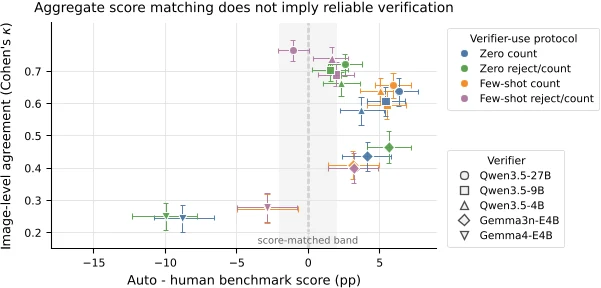 Aggregate score matching does not imply reliable verification
Image-level agreement (Cohen's κ)
0.7
0.6
0.5
0.4
0.3
0.2
score-matched band
−15
−10
−5
0
5
Auto - human benchmark score (pp)
Verifier-use protocol
Zero count
Zero reject/count
Few-shot count
Few-shot reject/count
Verifier
Qwen3.5-27B
Qwen3.5-9B
Qwen3.5-4B
Gemma3n-E4B
Gemma4-E4B